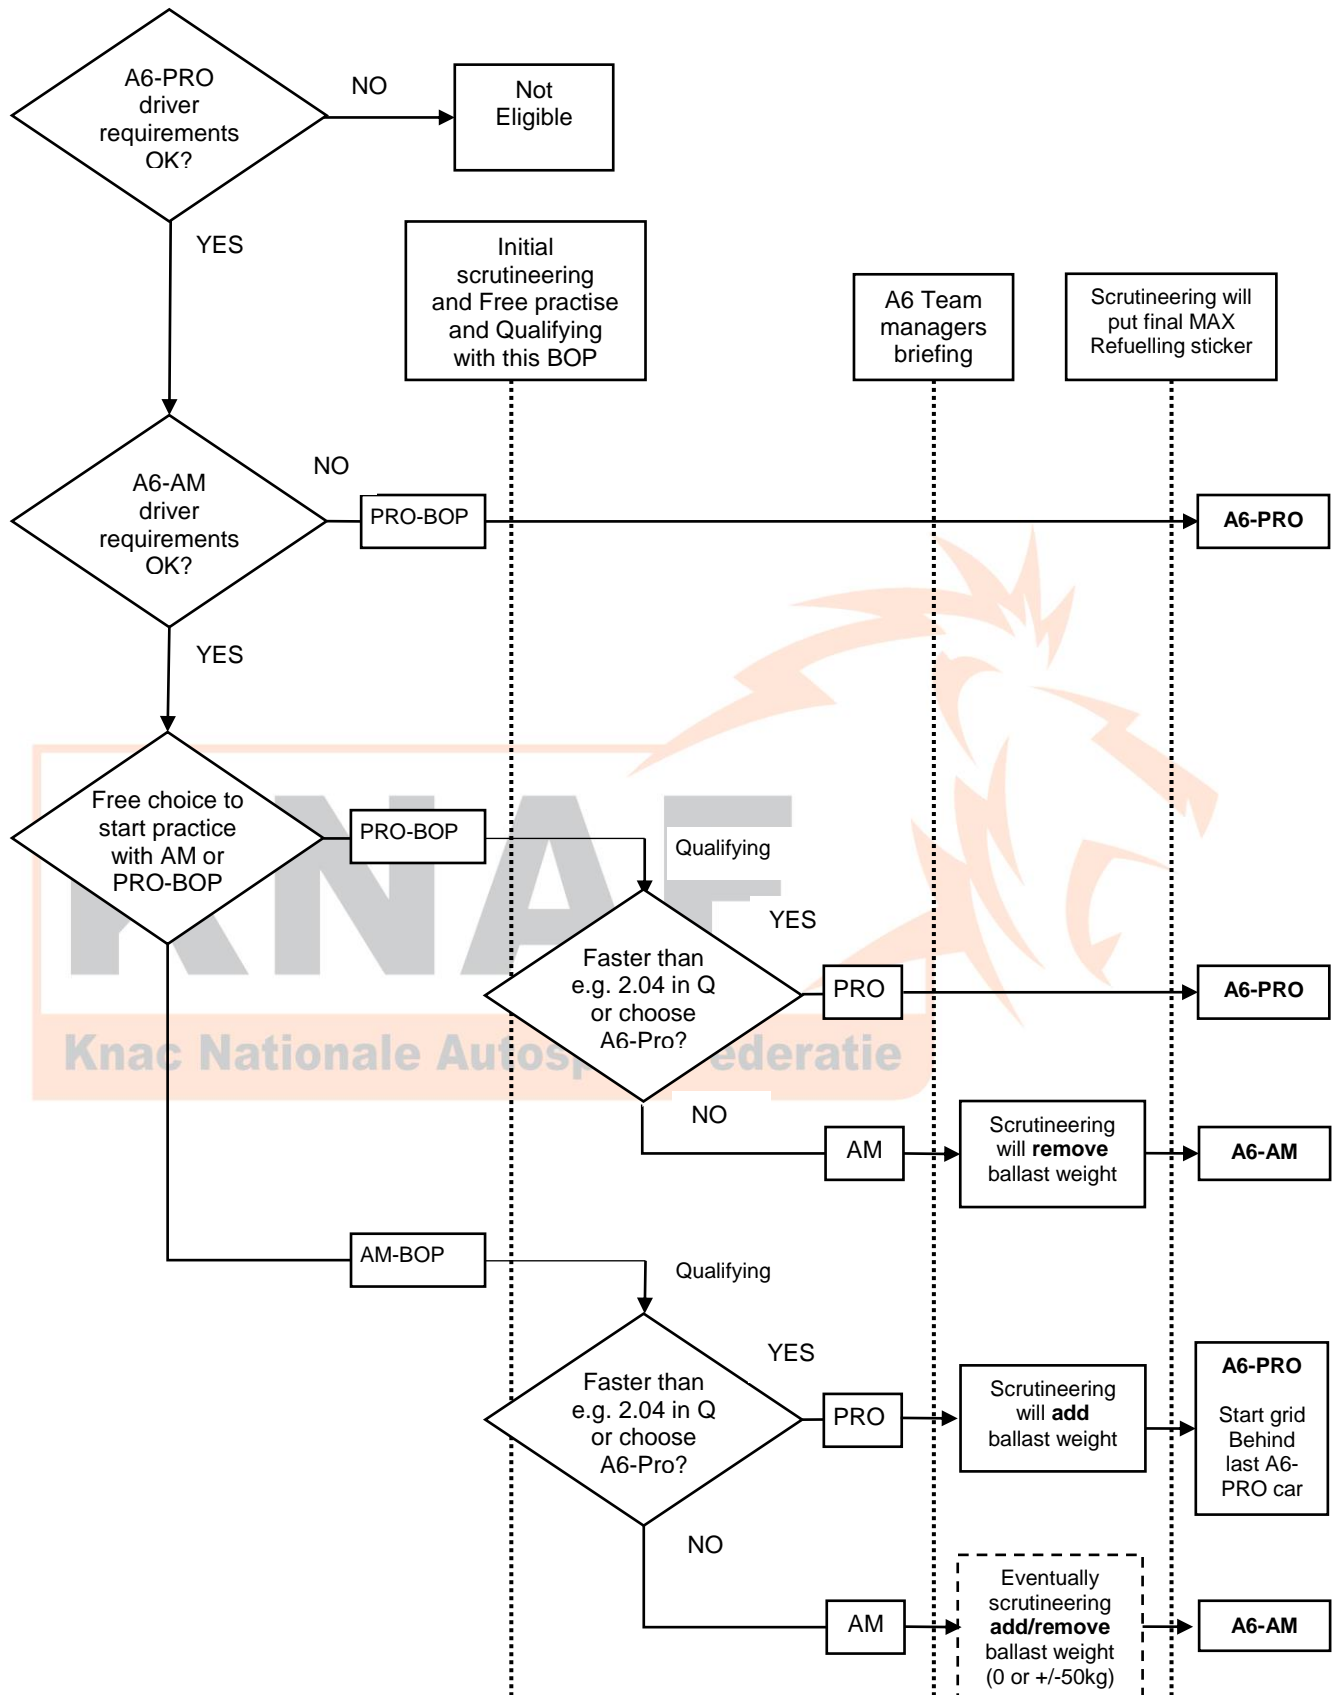 A6-PRO
driver
requirements
OK?
NO
Not
Eligible
YES
Initial
scrutineering
and Free practise
and Qualifying
with this BOP
A6 Team
managers
briefing
Scrutineering will
put final MAX
Refuelling sticker
A6-AM
driver
requirements
OK?
NO
PRO-BOP
A6-PRO
YES
Free choice to
start practice
with AM or
PRO-BOP
PRO-BOP
Qualifying
YES
Faster than
e.g. 2.04 in Q
or choose
A6-Pro?
PRO
A6-PRO
KNAF
Knac Nationale Autosp ederatie
NO
AM
Scrutineering
will remove
ballast weight
A6-AM
AM-BOP
Qualifying
YES
Faster than
e.g. 2.04 in Q
or choose
A6-Pro?
PRO
Scrutineering
will add
ballast weight
A6-PRO
Start grid
Behind
last A6-
PRO car
NO
AM
Eventually
scrutineering
add/remove
ballast weight
(0 or +/-50kg)
A6-AM